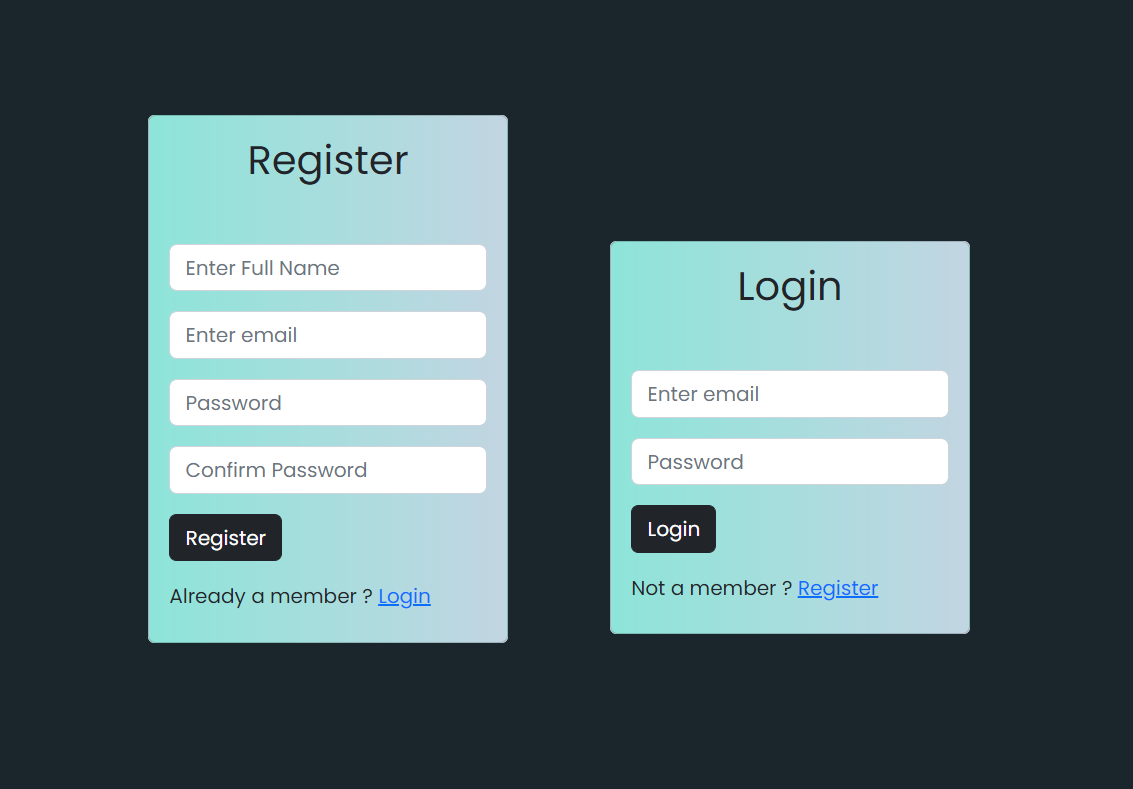 Register
Enter Full Name
Enter email
Password
Confirm Password
Register
Already a member ? Login
Login
Enter email
Password
Login
Not a member ? Register